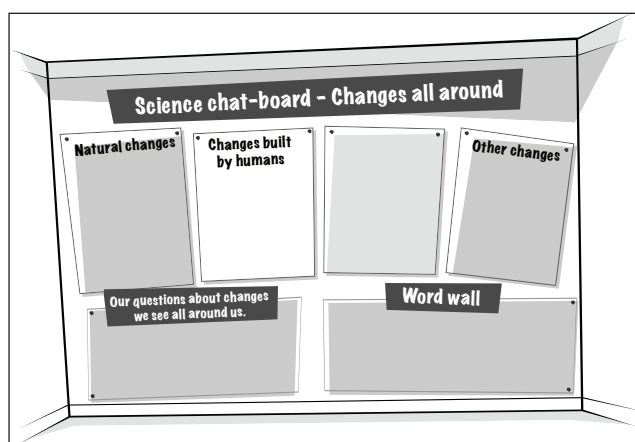 Science chat-board - Changes all around
Natural changes
Changes built
by humans
Other changes
Our questions about changes
we see all around us.
Word wall